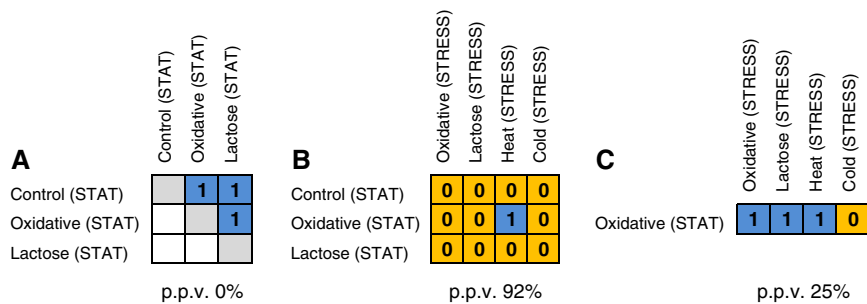 A
Control (STAT)
Oxidative (STAT)
Lactose (STAT)
Control (STAT) 1 1
Oxidative (STAT) 1
Lactose (STAT)
p.p.v. 0%
B
Oxidative (STRESS)
Lactose (STRESS)
Heat (STRESS)
Cold (STRESS)
Control (STAT) 0 0 0 0
Oxidative (STAT) 0 0 1 0
Lactose (STAT) 0 0 0 0
p.p.v. 92%
C
Oxidative (STRESS)
Lactose (STRESS)
Heat (STRESS)
Cold (STRESS)
Oxidative (STAT) 1 1 1 0
p.p.v. 25%